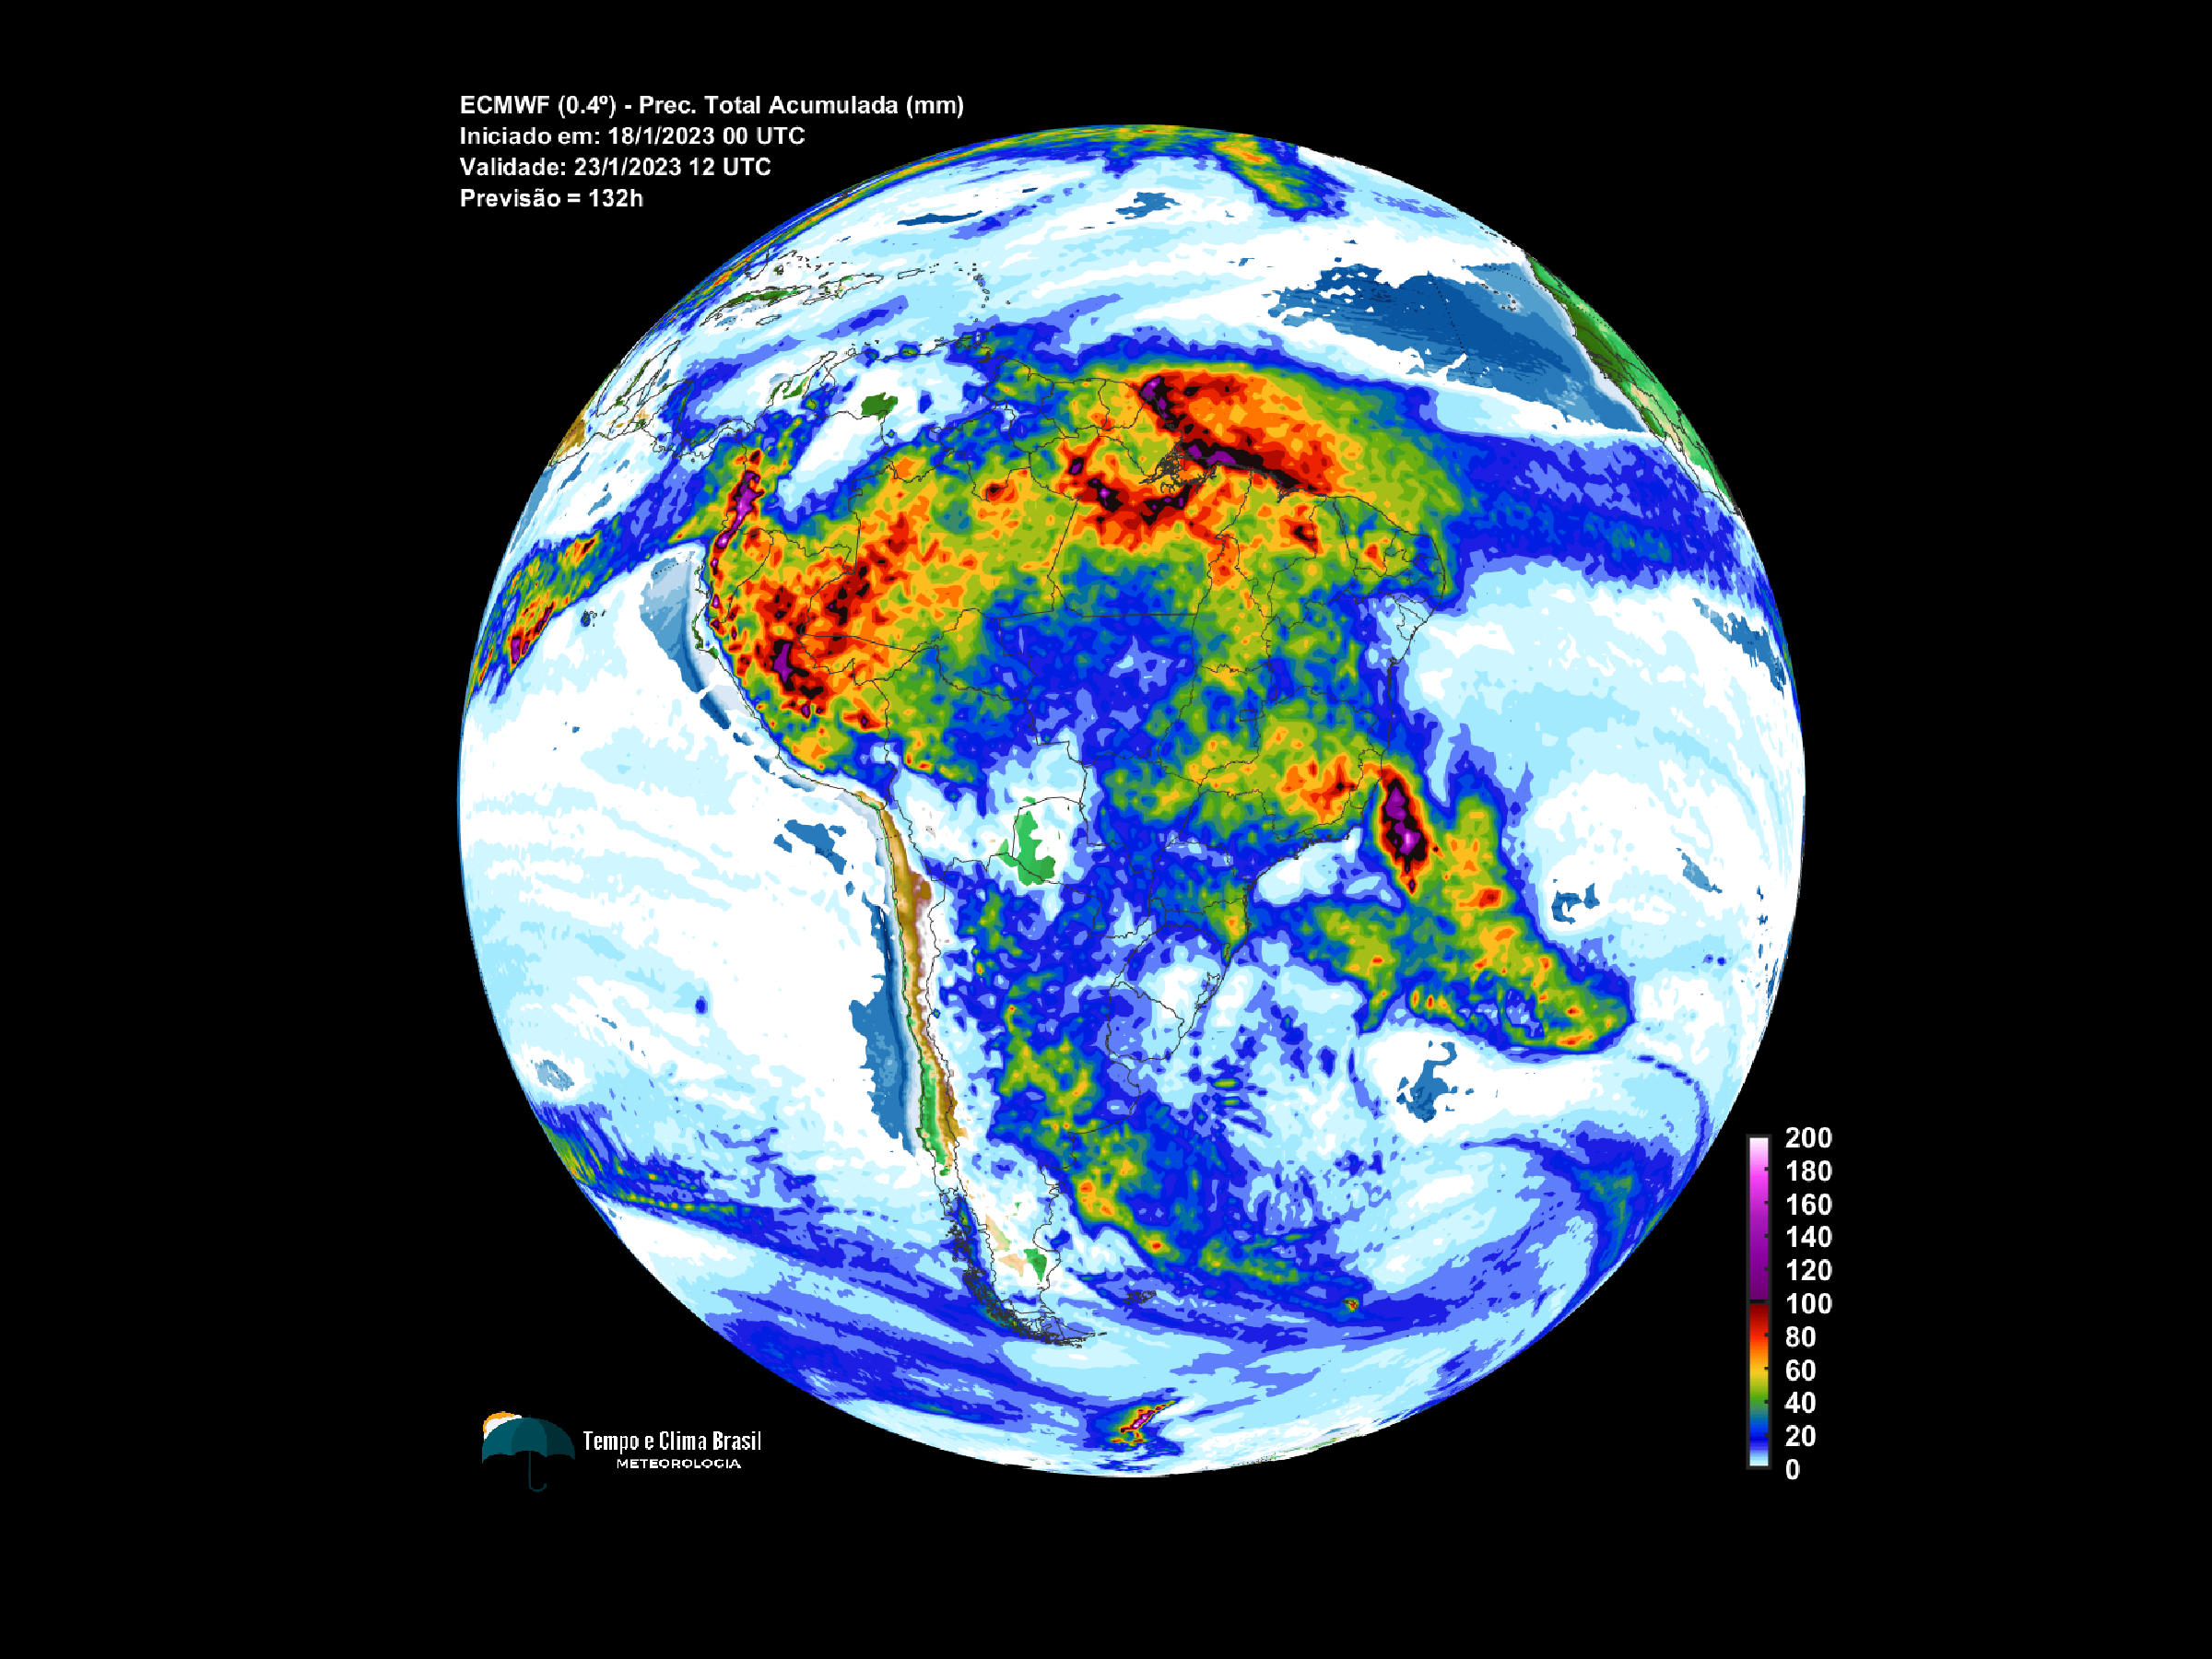 ECMWF (0.4º) - Prec. Total Acumulada (mm)
Iniciado em: 18/1/2023 00 UTC
Validade: 23/1/2023 12 UTC
Previsão = 132h
200
180
160
140
120
100
80
60
40
20
0
Tempo e Clima Brasil
METEOROLOGIA